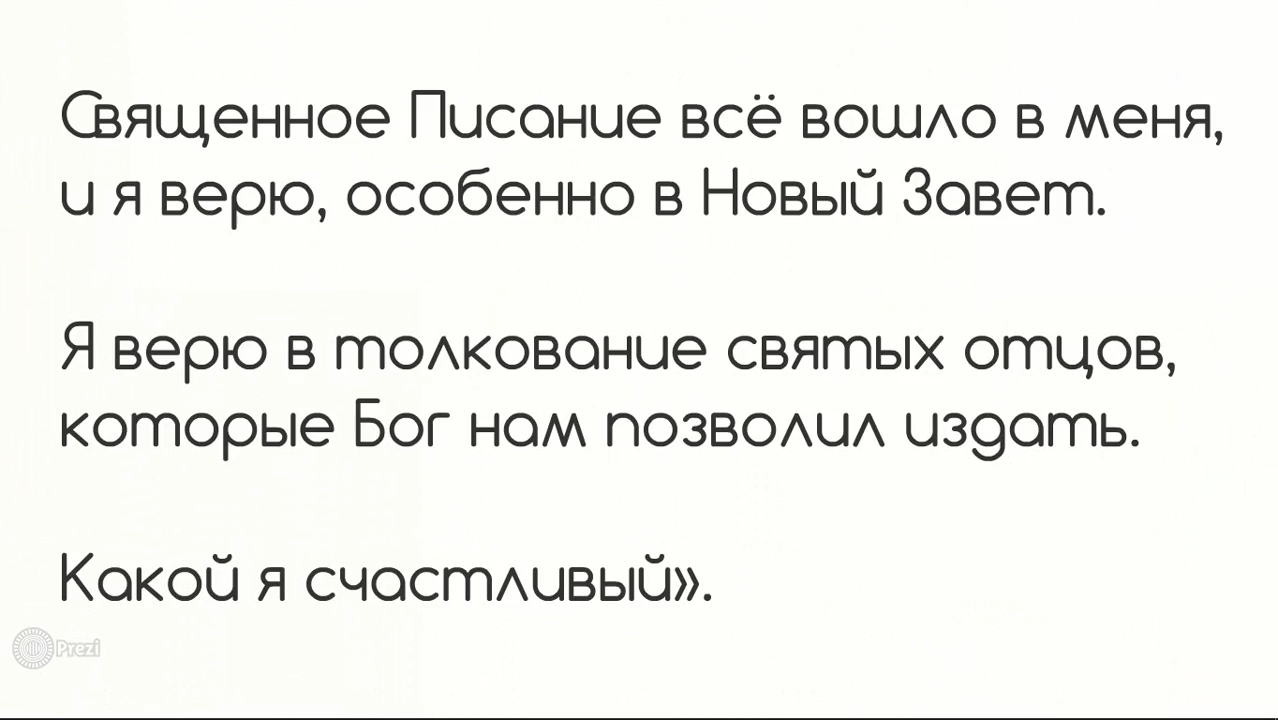 Священное Писание всё вошло в меня,
и я верю, особенно в Новый Завет.
Я верю в толкование святых отцов,
которые Бог нам позволил издать.
Какой я счастливый».
Prezi